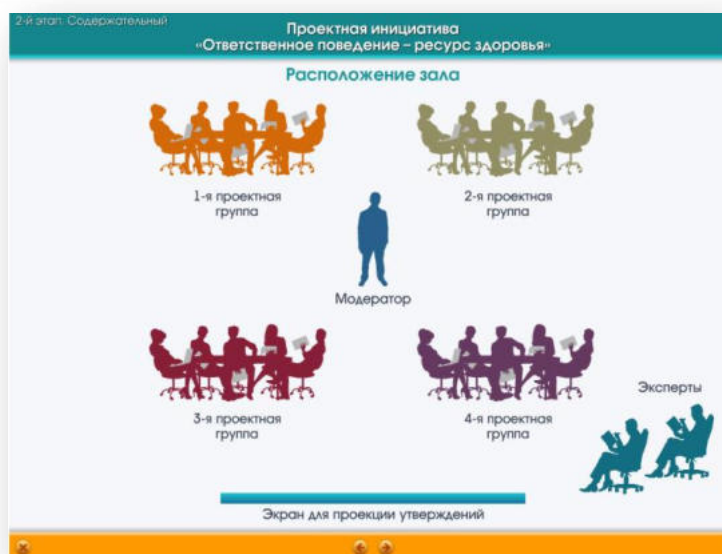 2-й этап. Содержательный
Проектная инициатива
«Ответственное поведение – ресурс здоровья»
Расположение зала
1-я проектная
группа
2-я проектная
группа
Модератор
3-я проектная
группа
4-я проектная
группа
Эксперты
Экран для проекции утверждений